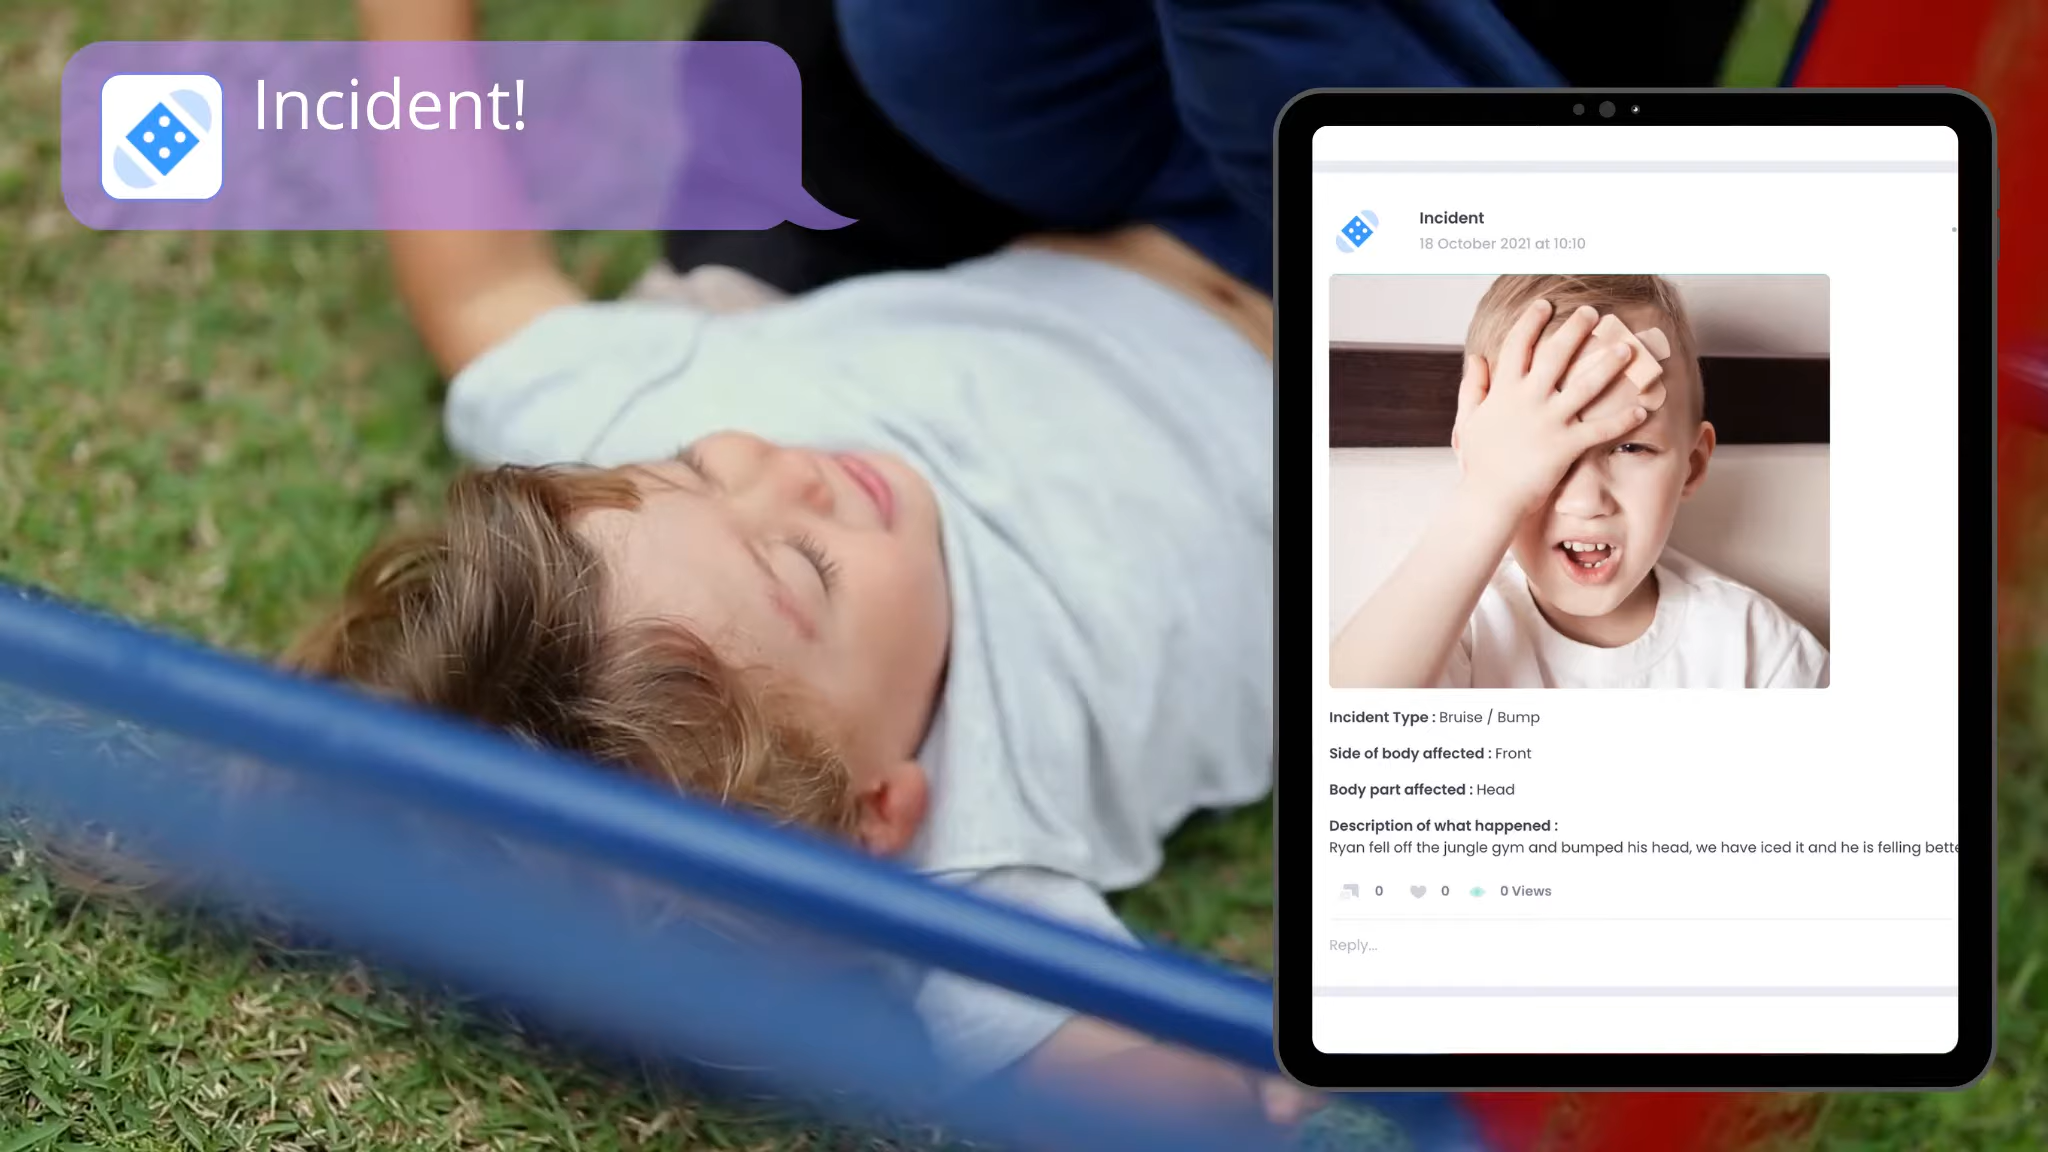 Incident!
Incident
18 October 2021 at 10:10
Incident Type : Bruise / Bump
Side of body affected : Front
Body part affected : Head
Description of what happened :
Ryan fell off the jungle gym and bumped his head, we have iced it and he is felling bette
0 0 0 Views
Reply...